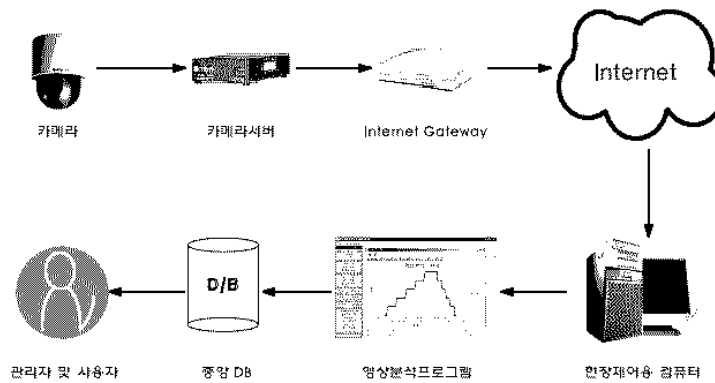 카메라
카메라서버
Internet Gateway
Internet
관리자 및 사용자
D/B
중앙 DB
영상분석프로그램
현장제어용 컴퓨터